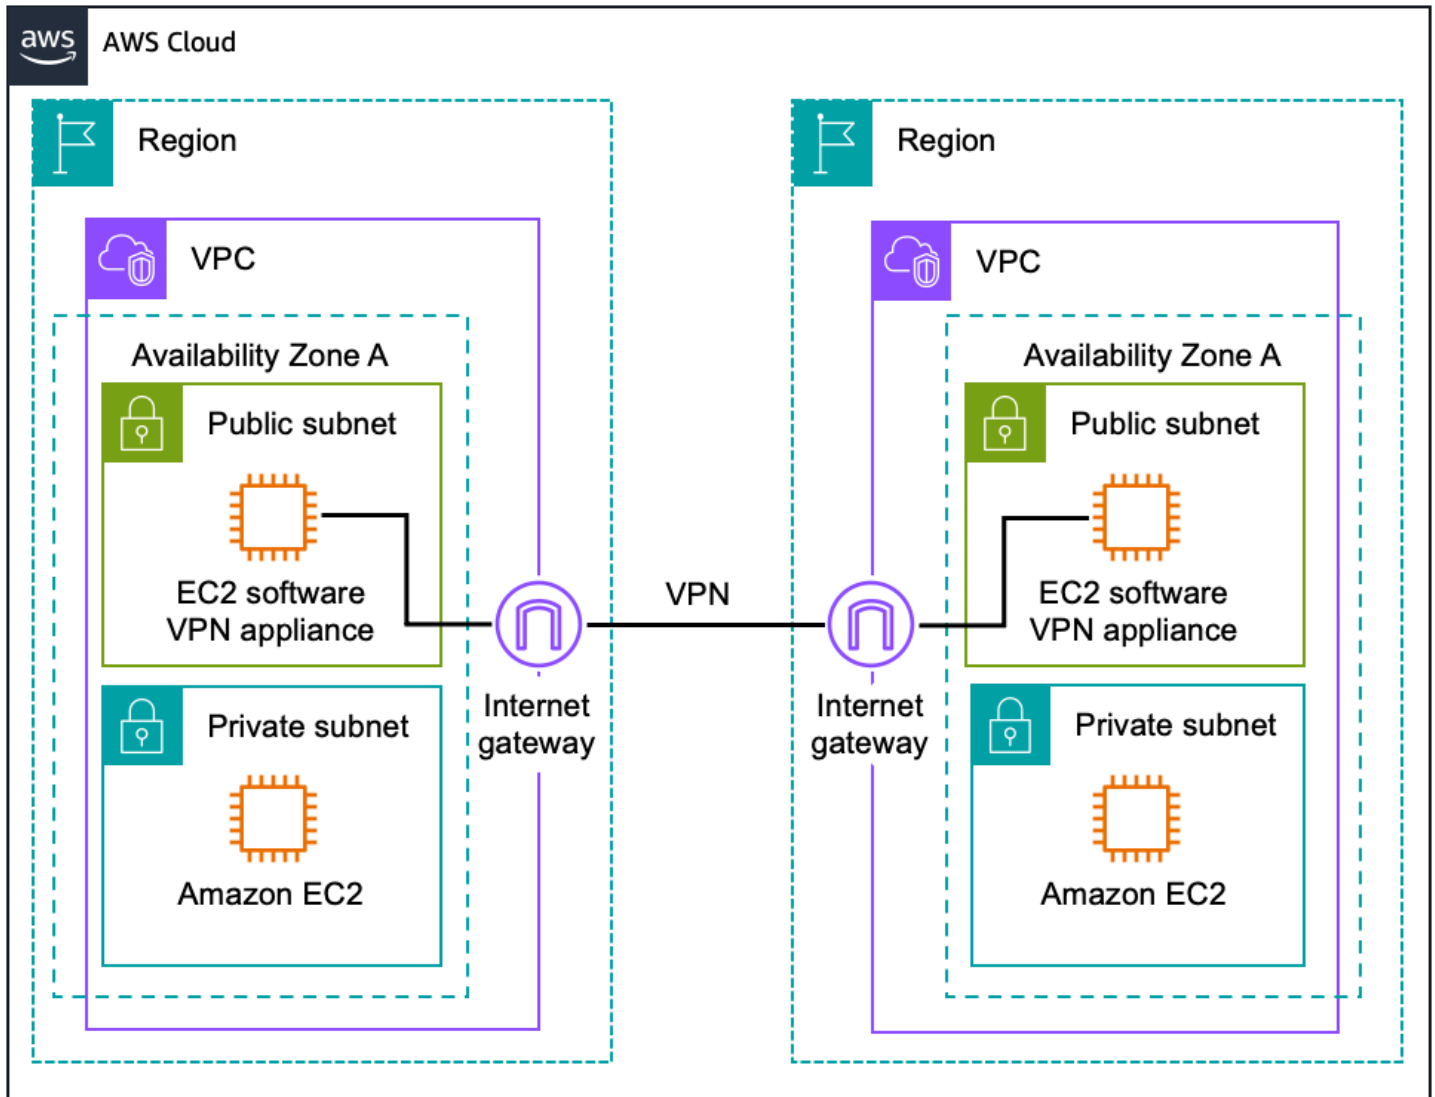 aws
AWS Cloud
Region
VPC
Availability Zone A
Public subnet
EC2 software
VPN appliance
Private subnet
Amazon EC2
Internet
gateway
VPN
Region
VPC
Availability Zone A
Public subnet
EC2 software
VPN appliance
Internet
gateway
Private subnet
Amazon EC2